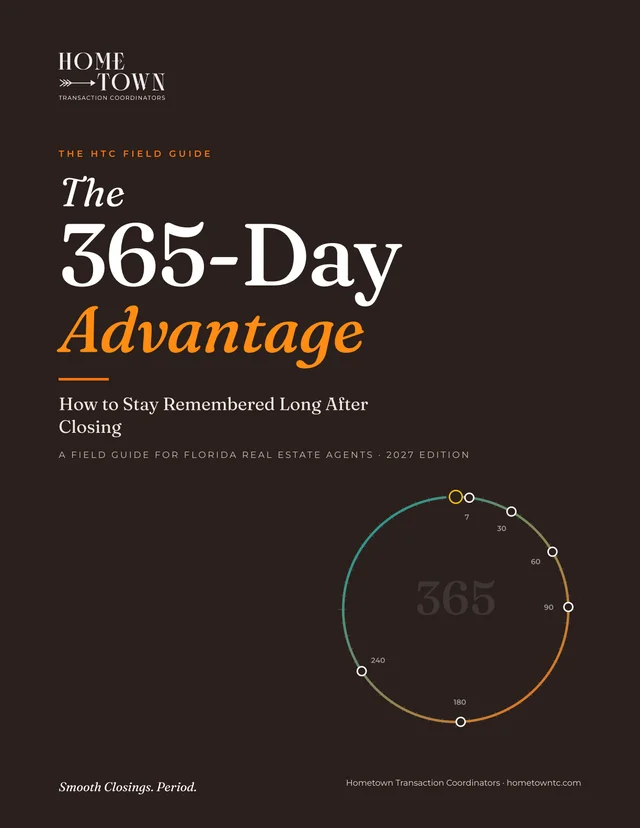 HOME
TOWN
TRANSACTION COORDINATORS
THE HTC FIELD GUIDE
The
365-Day
Advantage
How to Stay Remembered Long After
Closing
A FIELD GUIDE FOR FLORIDA REAL ESTATE AGENTS · 2027 EDITION
7
30
60
90
365
240
180
Smooth Closings. Period.
Hometown Transaction Coordinators · hometowntc.com